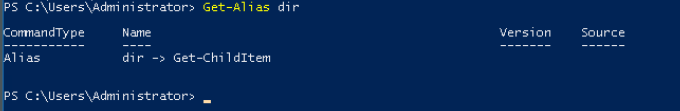 PS C:\Users\Administrator> Get-Alias dir
CommandType     Name                                               Version    Source
-----------     ----                                               -------    ------
Alias           dir -> Get-ChildItem
PS C:\Users\Administrator> _